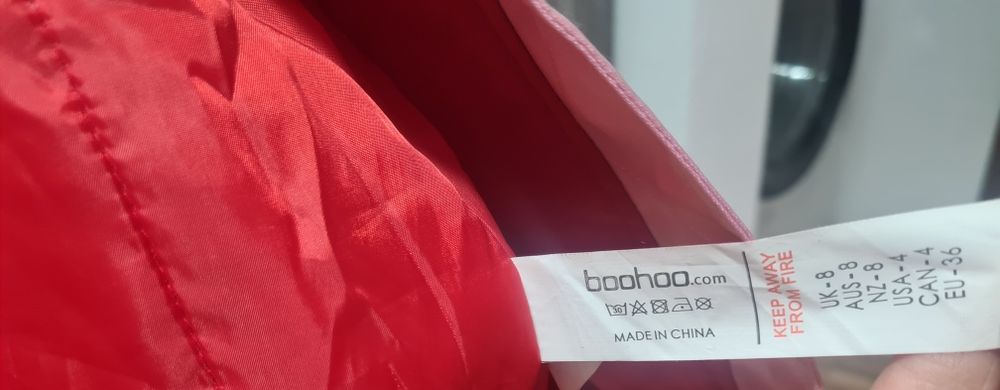 boohoo.com
30
MADE IN CHINA
KEEP AWAY
FROM FIRE
UK-8
AUS-8
NZ-8
USA-4
CAN-4
EU-36